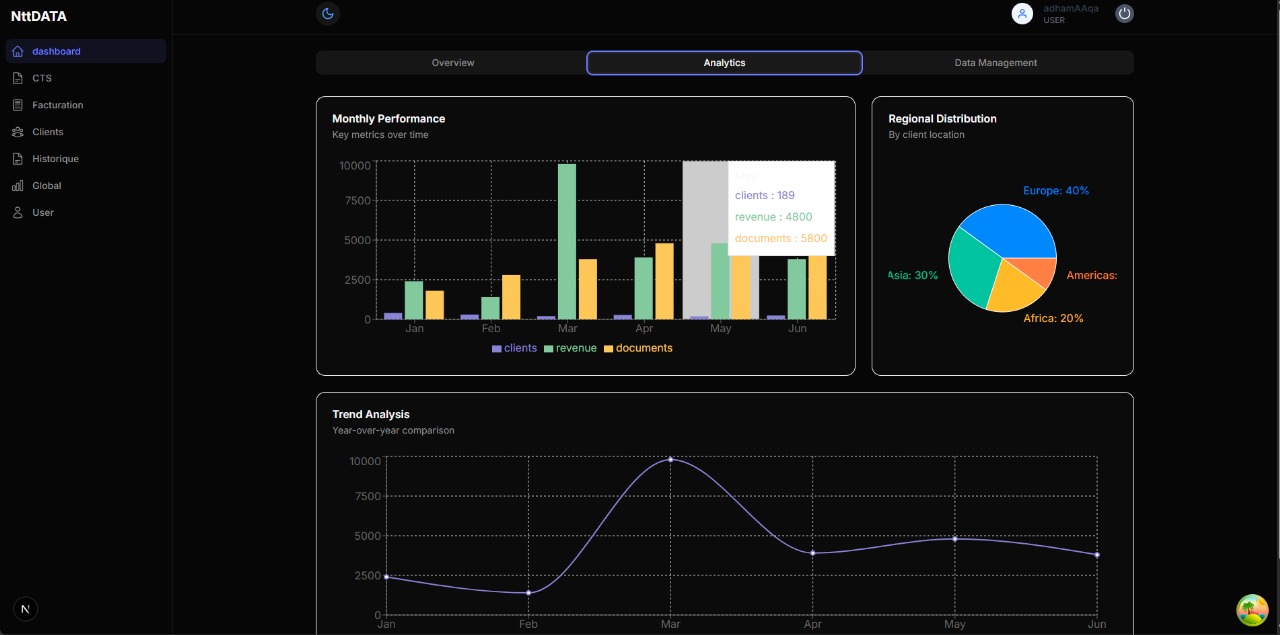 NttDATA
adhamAAqa
USER
dashboard
CTS
Facturation
Clients
Historique
Global
User
Overview
Analytics
Data Management
Monthly Performance
Key metrics over time
10000
7500
5000
2500
0
May
clients : 189
revenue : 4800
documents : 5800
Jan
Feb
Mar
Apr
May
Jun
clients
revenue
documents
Regional Distribution
By client location
Europe: 40%
Asia: 30%
Americas:
Africa: 20%
Trend Analysis
Year-over-year comparison
10000
7500
5000
2500
0
Jan
Feb
Mar
Apr
May
Jun
N